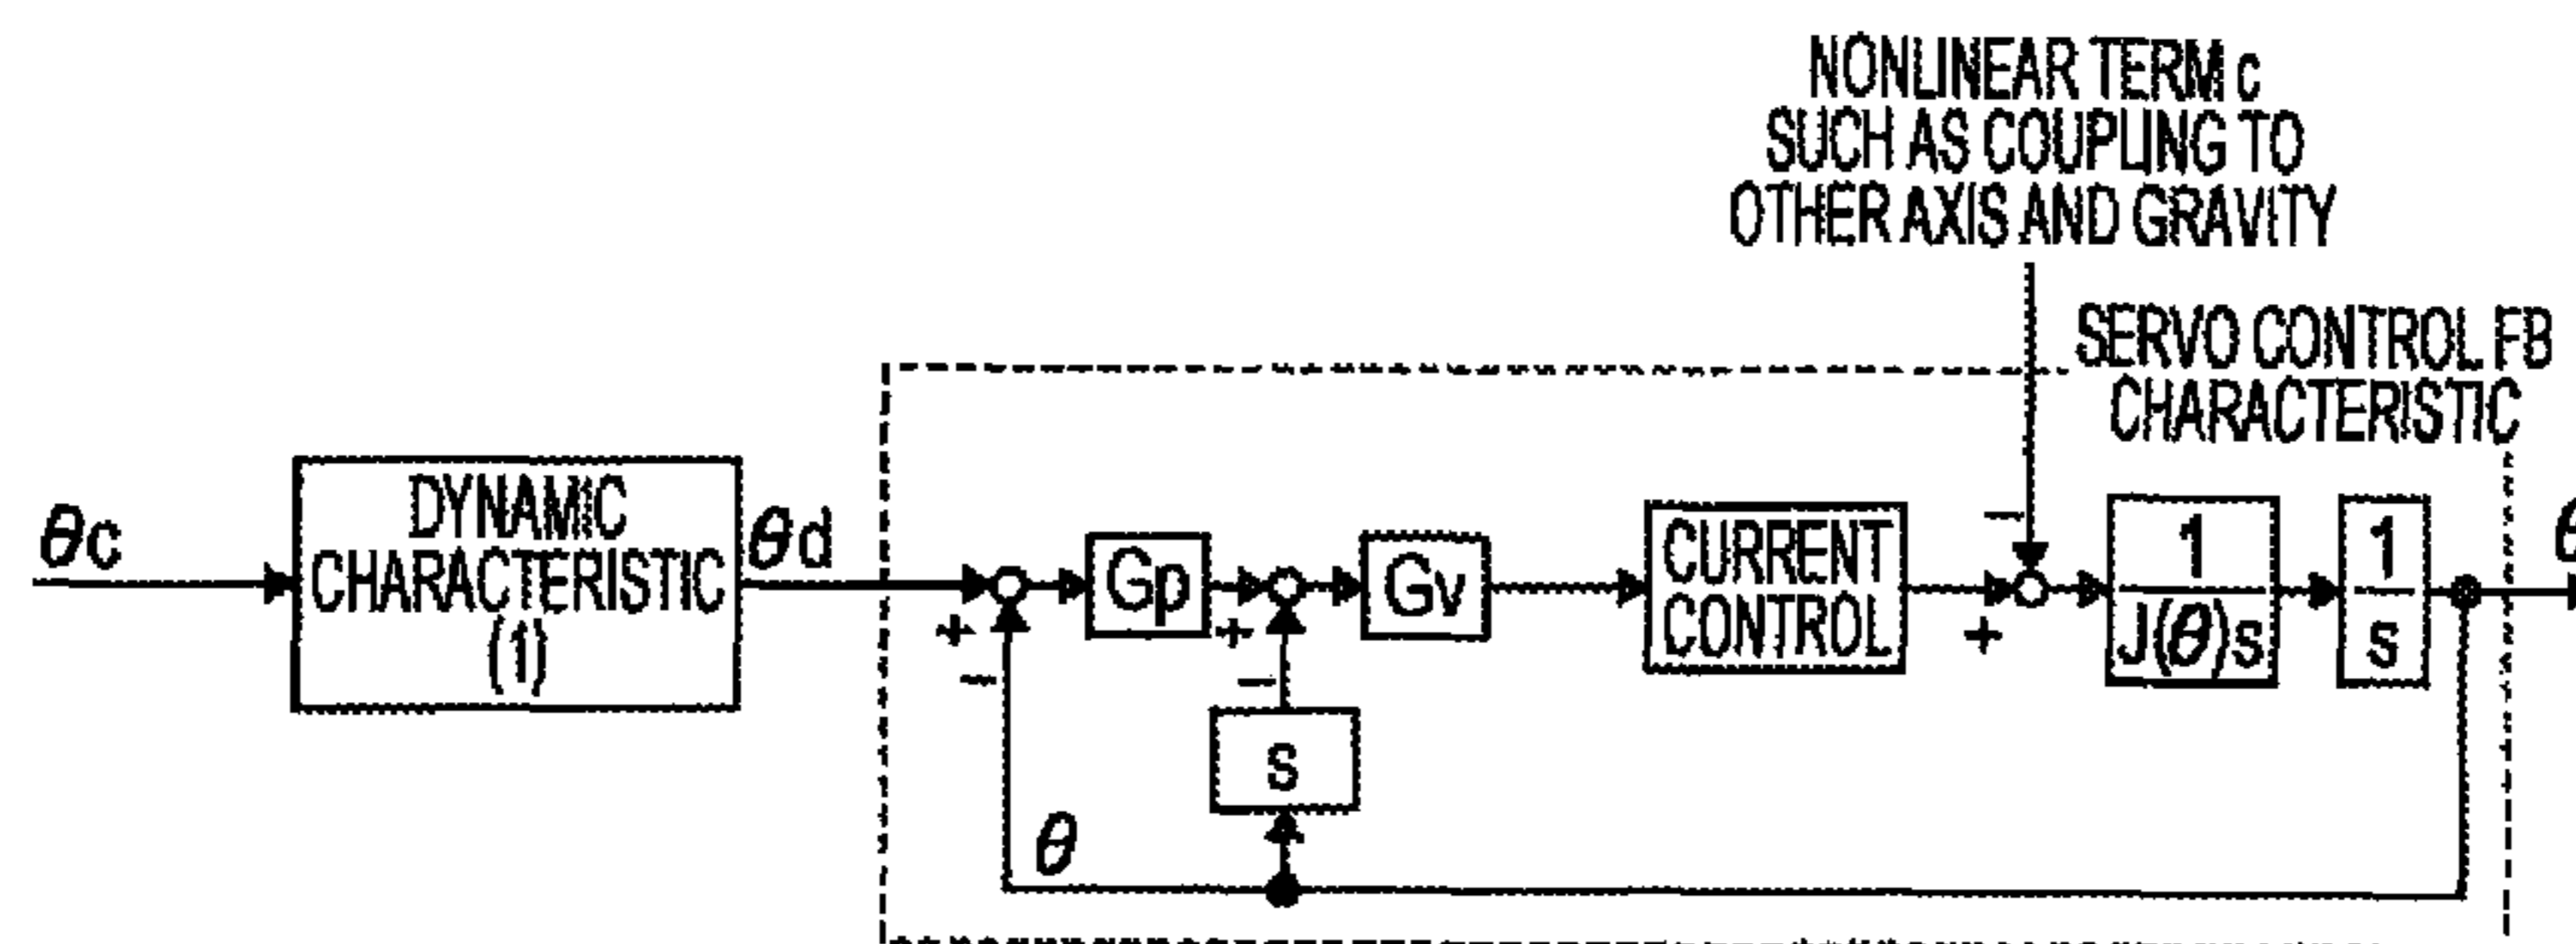 NONLINEAR TERM c
SUCH AS COUPLING TO
OTHER AXIS AND GRAVITY
SERVO CONTROL FB
CHARACTERISTIC
θc
DYNAMIC
CHARACTERISTIC
(1)
θd
+
−
Gp
+
−
Gv
CURRENT
CONTROL
−
+
1
J(θ)s
1
s
θ
s
θ